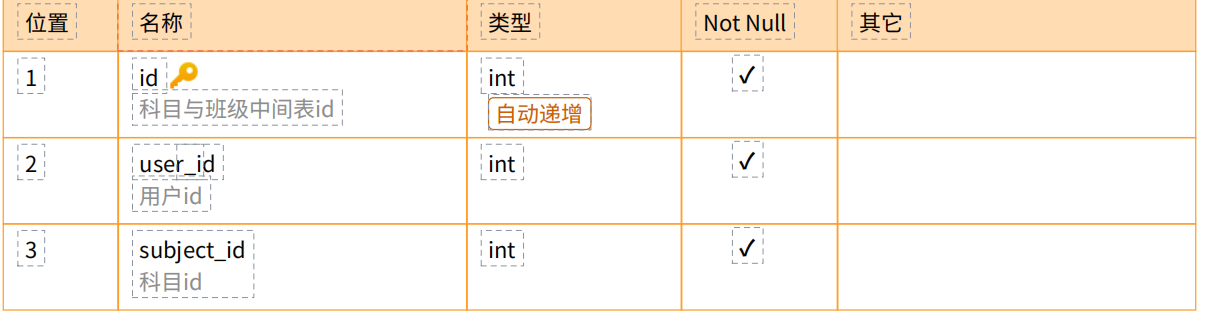 位置 名称 类型 Not Null 其它
1 id int ✓
科目与班级中间表id 自动递增
2 user_id int ✓
用户id
3 subject_id int ✓
科目id